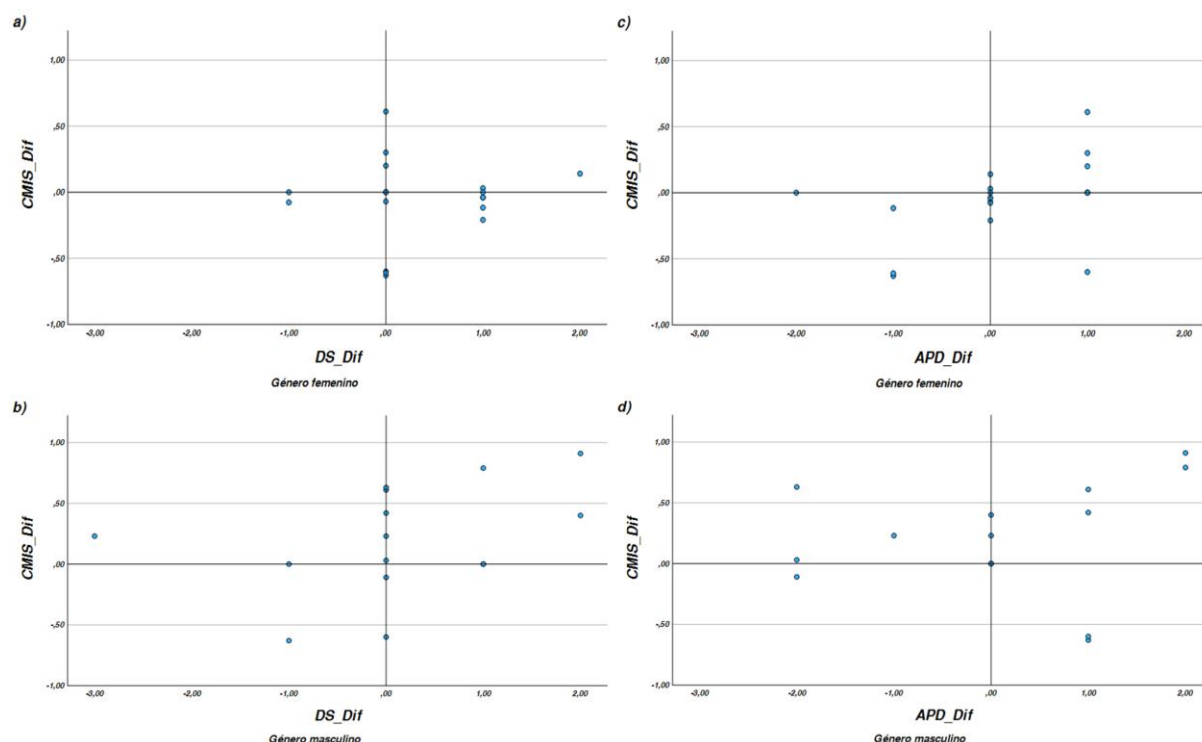 a)
1,00
,50
,00
-,50
-1,00
CMIS_Dif
-3,00 -1,00 ,00 1,00 2,00
DS_Dif
Género femenino
c)
1,00
,50
,00
-,50
-1,00
CMIS_Dif
-3,00 -2,00 -1,00 ,00 1,00 2,00
APD_Dif
Género femenino
b)
1,00
,50
,00
-,50
-1,00
CMIS_Dif
-3,00 -2,00 -1,00 ,00 1,00 2,00
DS_Dif
Género masculino
d)
1,00
,50
,00
-,50
-1,00
CMIS_Dif
-3,00 -2,00 -1,00 ,00 1,00 2,00
APD_Dif
Género masculino